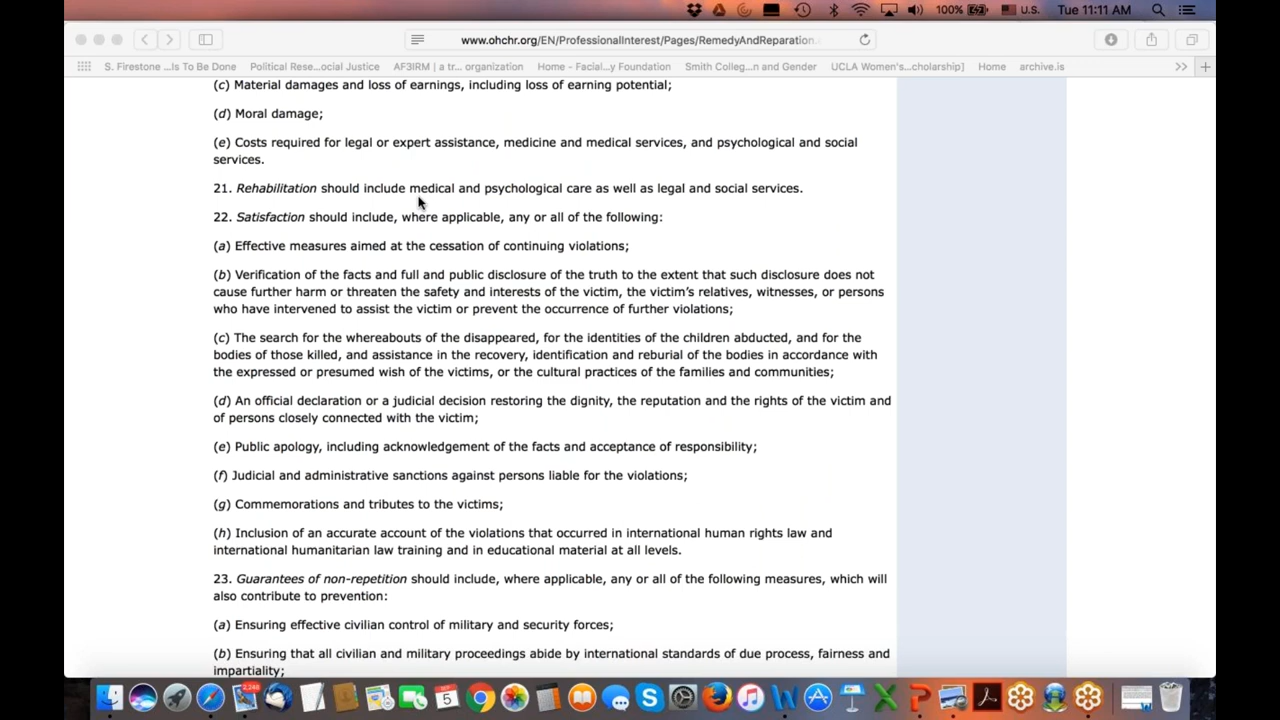 100% U.S. Tue 11:11 AM
www.ohchr.org/EN/ProfessionalInterest/Pages/RemedyAndReparation.
S. Firestone ...Is To Be Done Political Rese...ocial Justice AF3IRM | a tr... organization Home - Facial...y Foundation Smith Colleg...n and Gender UCLA Women's...cholarship] Home archive.is
(c) Material damages and loss of earnings, including loss of earning potential;
(d) Moral damage;
(e) Costs required for legal or expert assistance, medicine and medical services, and psychological and social
services.
21. Rehabilitation should include medical and psychological care as well as legal and social services.
22. Satisfaction should include, where applicable, any or all of the following:
(a) Effective measures aimed at the cessation of continuing violations;
(b) Verification of the facts and full and public disclosure of the truth to the extent that such disclosure does not
cause further harm or threaten the safety and interests of the victim, the victim's relatives, witnesses, or persons
who have intervened to assist the victim or prevent the occurrence of further violations;
(c) The search for the whereabouts of the disappeared, for the identities of the children abducted, and for the
bodies of those killed, and assistance in the recovery, identification and reburial of the bodies in accordance with
the expressed or presumed wish of the victims, or the cultural practices of the families and communities;
(d) An official declaration or a judicial decision restoring the dignity, the reputation and the rights of the victim and
of persons closely connected with the victim;
(e) Public apology, including acknowledgement of the facts and acceptance of responsibility;
(f) Judicial and administrative sanctions against persons liable for the violations;
(g) Commemorations and tributes to the victims;
(h) Inclusion of an accurate account of the violations that occurred in international human rights law and
international humanitarian law training and in educational material at all levels.
23. Guarantees of non-repetition should include, where applicable, any or all of the following measures, which will
also contribute to prevention:
(a) Ensuring effective civilian control of military and security forces;
(b) Ensuring that all civilian and military proceedings abide by international standards of due process, fairness and
impartiality;
5